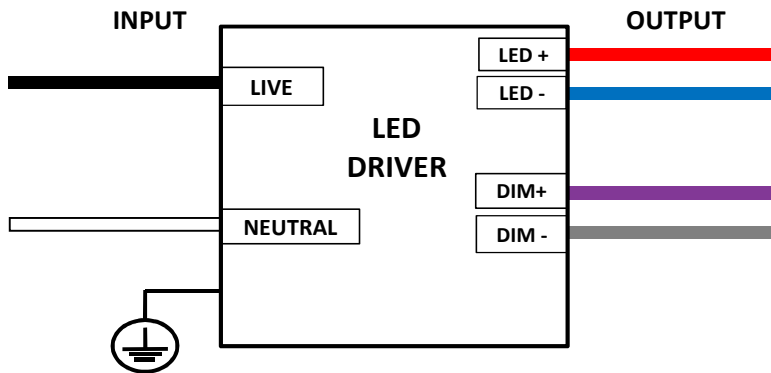 INPUT
OUTPUT
LED +
LIVE
LED -
LED
DRIVER
DIM+
NEUTRAL
DIM -